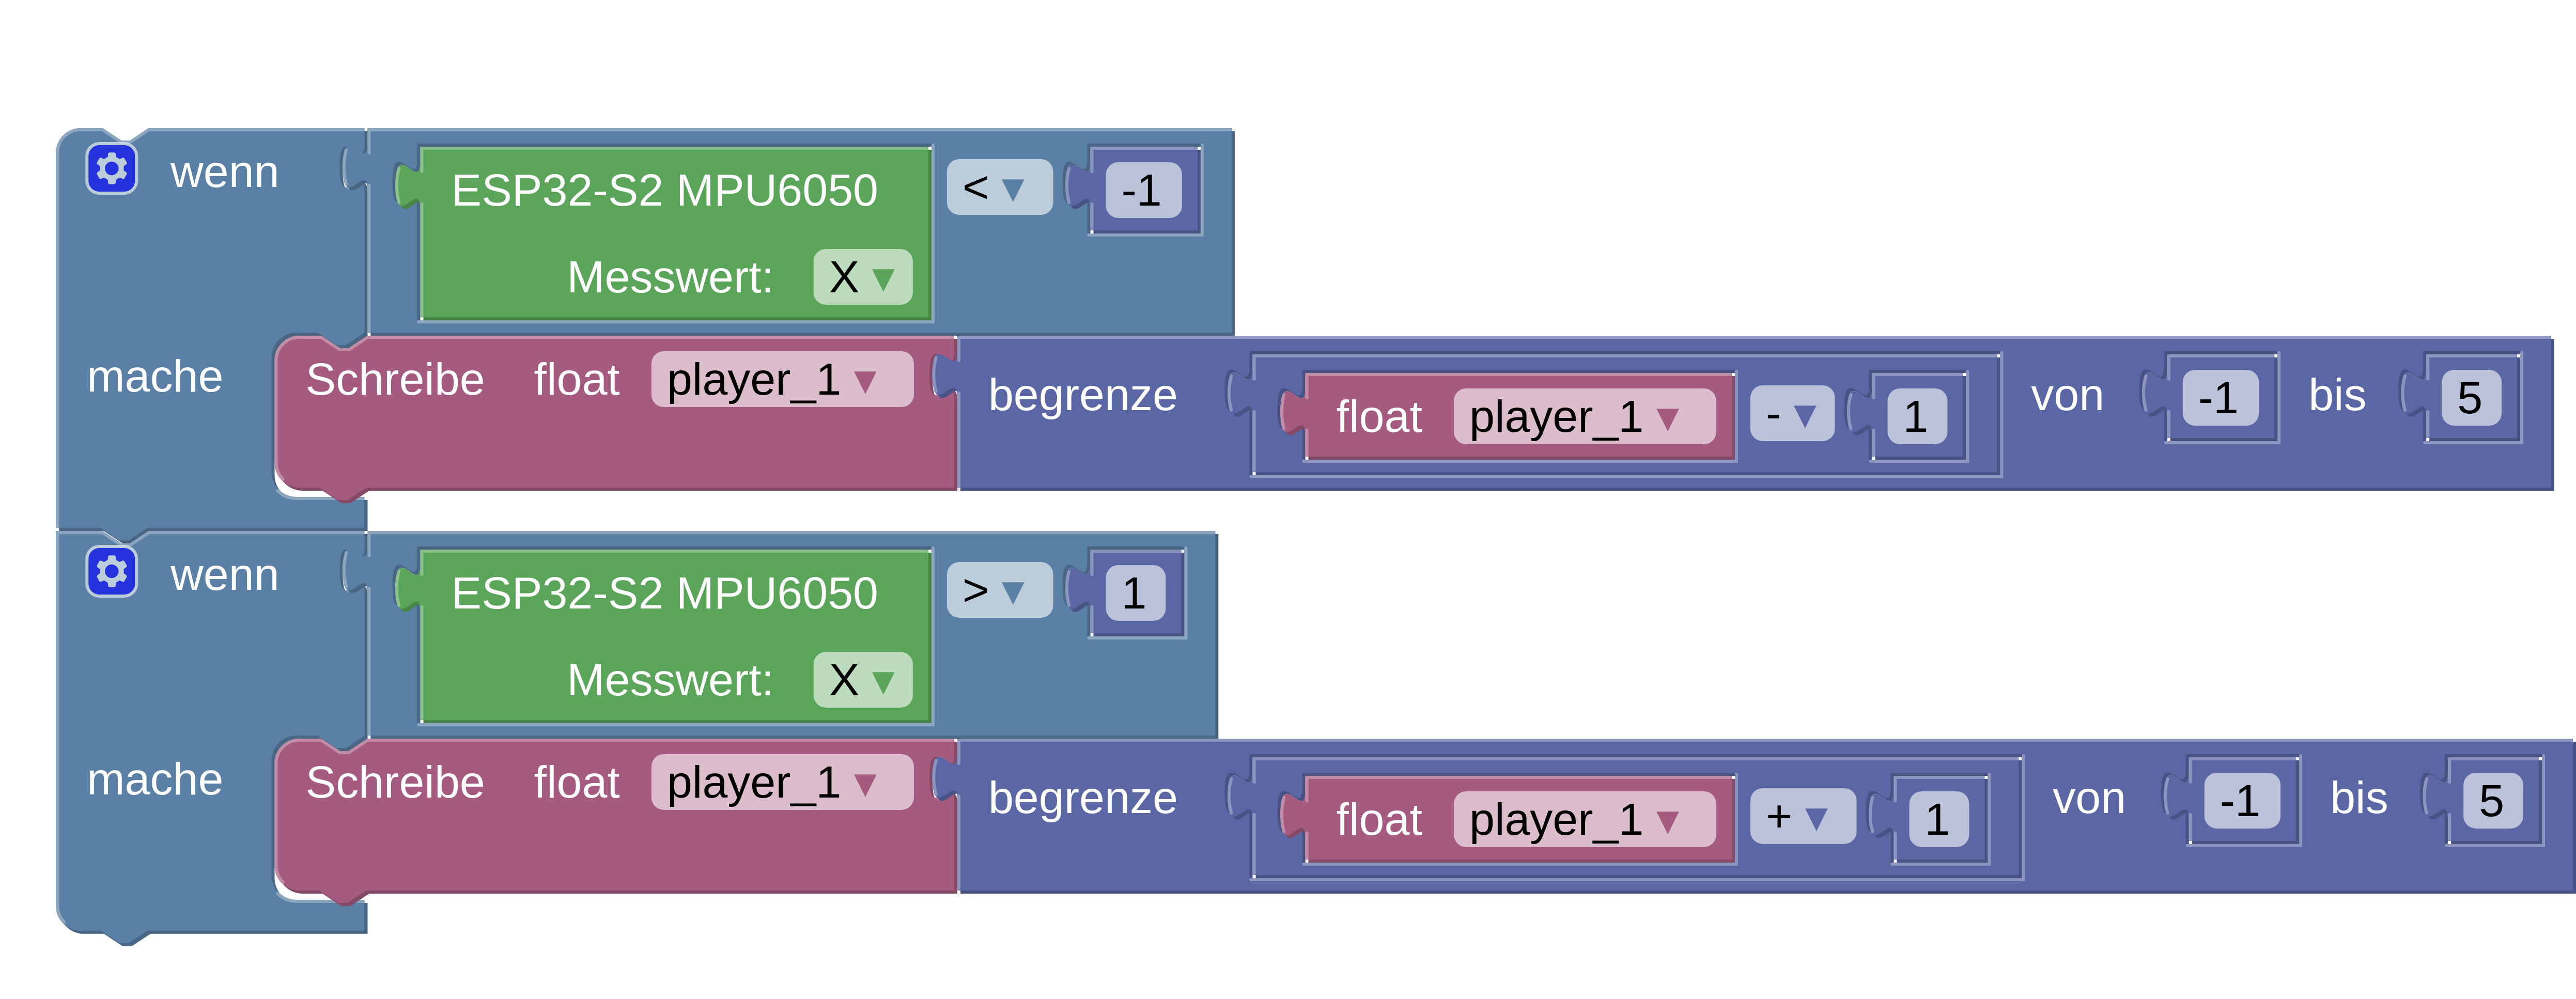 wenn ESP32-S2 MPU6050 < ▼ -1
Messwert: X ▼
mache Schreibe float player_1 ▼ begrenze float player_1 ▼ - ▼ 1 von -1 bis 5
wenn ESP32-S2 MPU6050 > ▼ 1
Messwert: X ▼
mache Schreibe float player_1 ▼ begrenze float player_1 ▼ + ▼ 1 von -1 bis 5